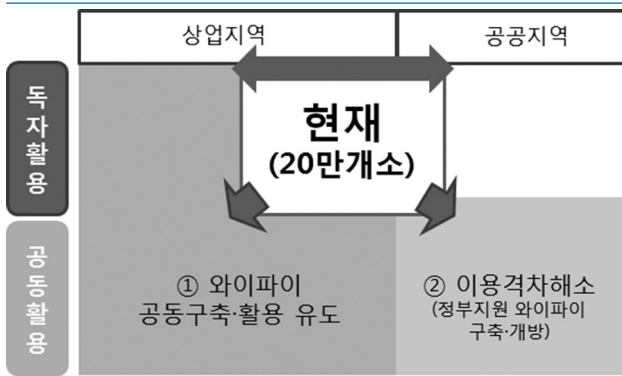 상업지역
공공지역
독자활용
현재
(20만개소)
공동활용
① 와이파이
공동구축·활용 유도
② 이용격차해소
(정부지원 와이파이
구축·개방)